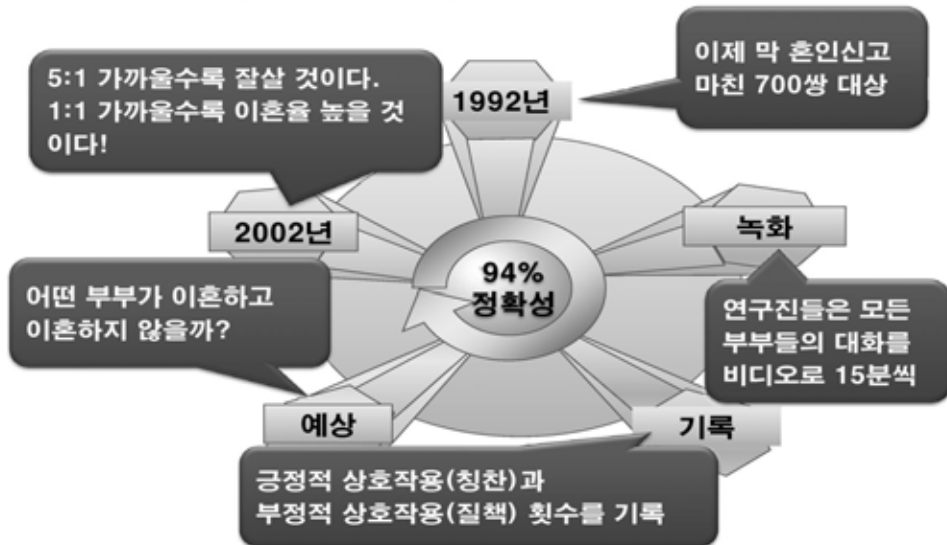 5:1 가까울수록 잘살 것이다.
1:1 가까울수록 이혼율 높을 것
이다!
1992년
이제 막 혼인신고
마친 700쌍 대상
2002년
녹화
94%
정확성
어떤 부부가 이혼하고
이혼하지 않을까?
연구진들은 모든
부부들의 대화를
비디오로 15분씩
예상
기록
긍정적 상호작용(칭찬)과
부정적 상호작용(질책) 횟수를 기록